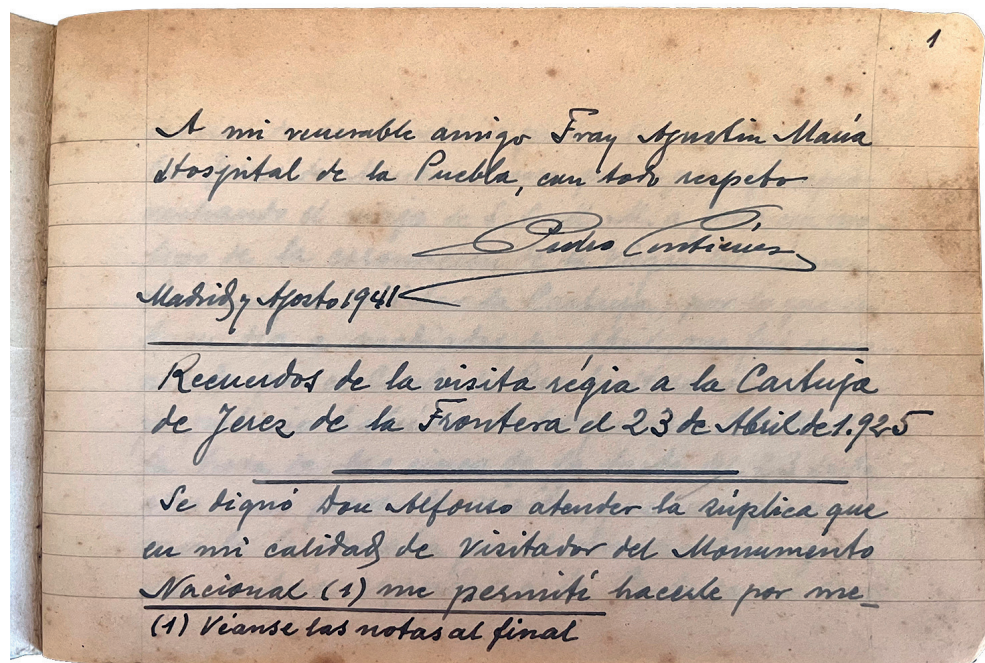 1
A mi venerable amigo Fray Agustín María
Hospital de la Puebla, con todo respeto
Pedro
Madrid y Agosto 1941
Recuerdos de la visita régia a la Cartuja
de Jerez de la Frontera el 23 de Abril de 1.925
Se dignó Don Alfonso atender la súplica que
en mi calidad de Visitador del Monumento
Nacional (1) me permití hacerle por me_
(1) Véanse las notas al final